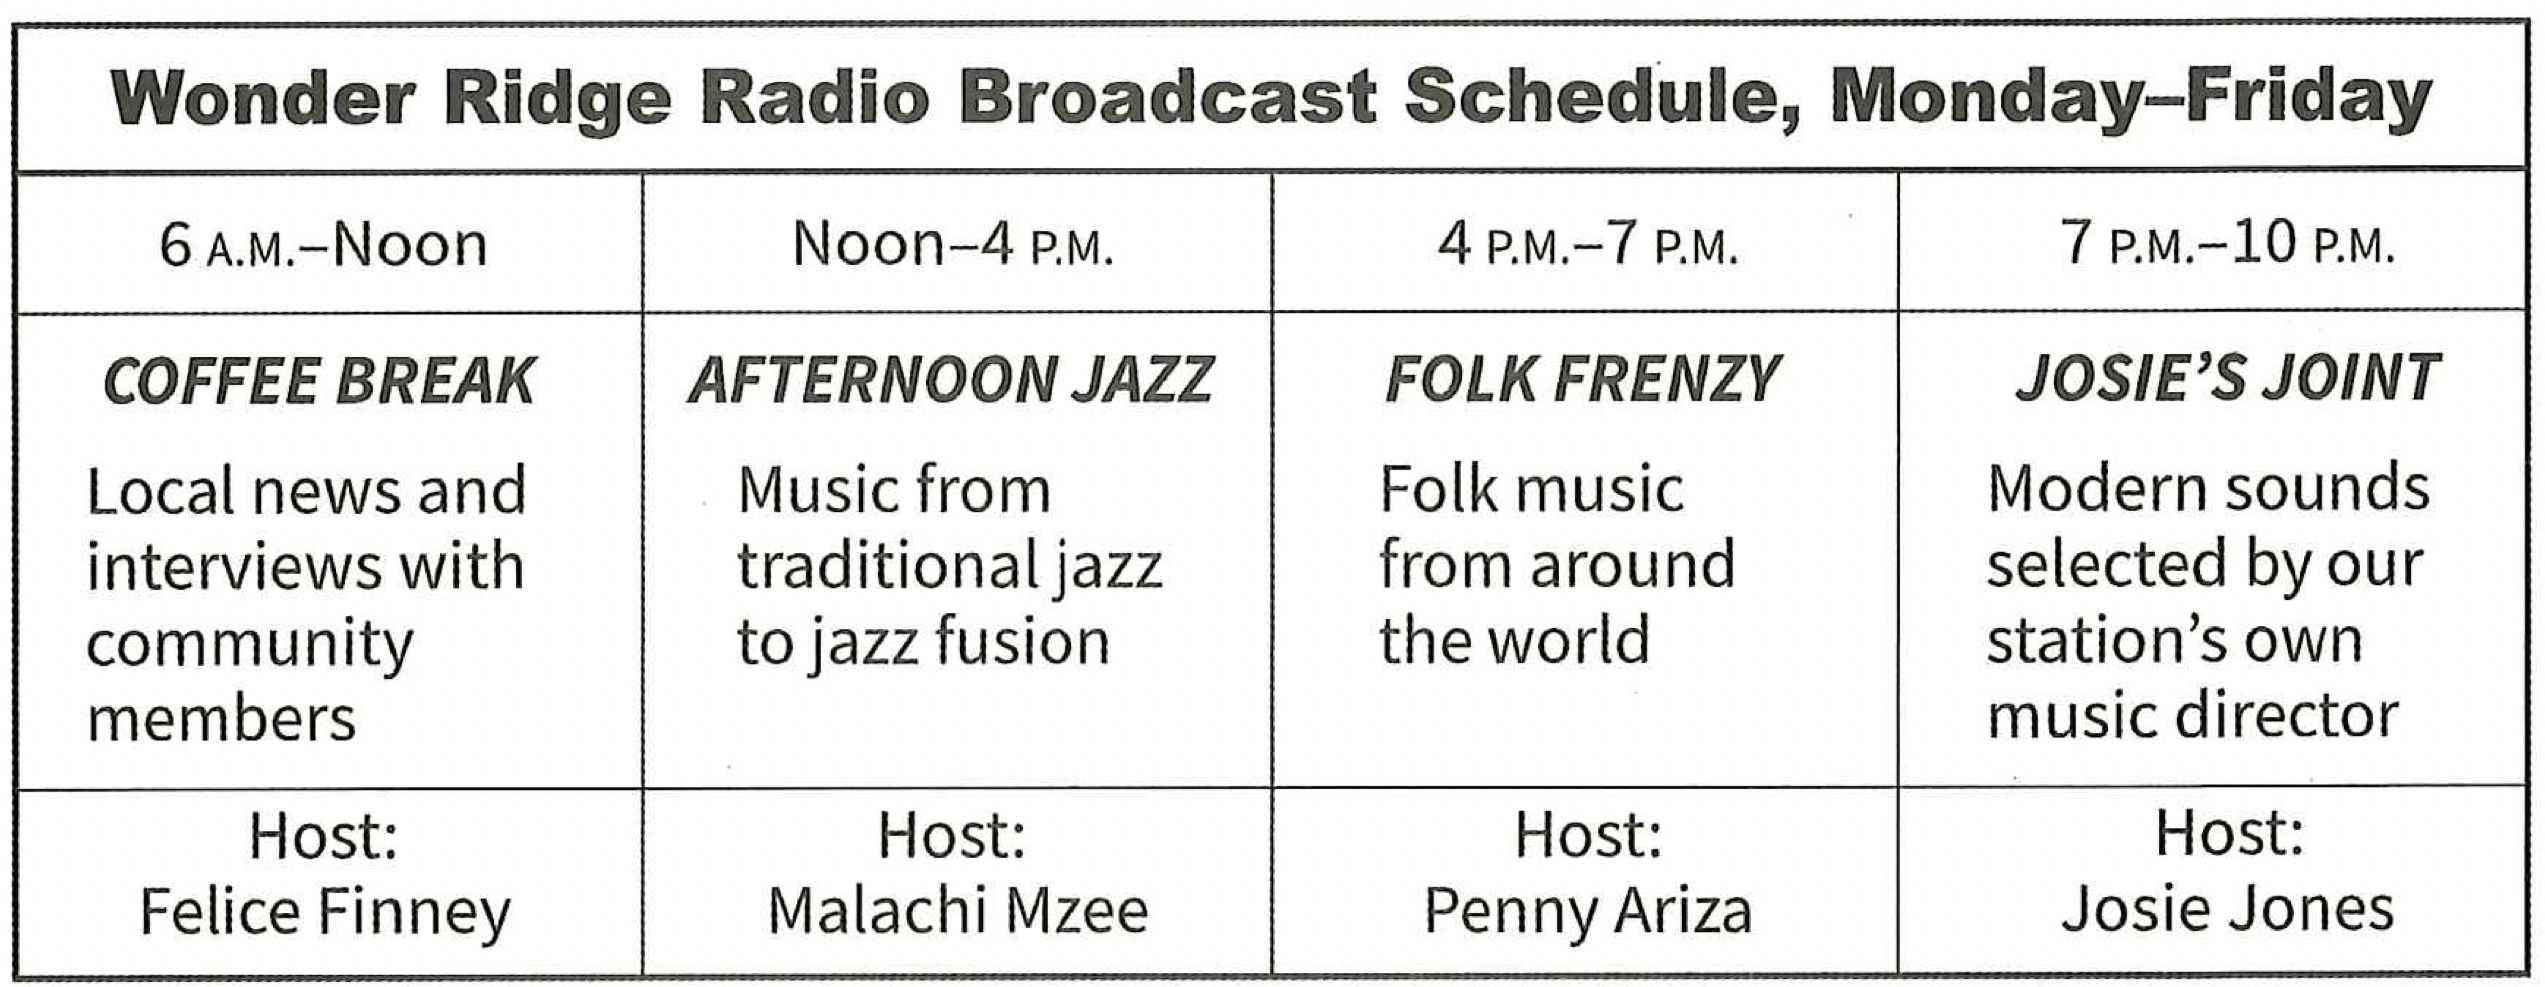 Wonder Ridge Radio Broadcast Schedule, Monday–Friday
6 A.M.–Noon
Noon–4 P.M.
4 P.M.–7 P.M.
7 P.M.–10 P.M.
COFFEE BREAK
Local news and
interviews with
community
members
AFTERNOON JAZZ
Music from
traditional jazz
to jazz fusion
FOLK FRENZY
Folk music
from around
the world
JOSIE'S JOINT
Modern sounds
selected by our
station's own
music director
Host:
Felice Finney
Host:
Malachi Mzee
Host:
Penny Ariza
Host:
Josie Jones